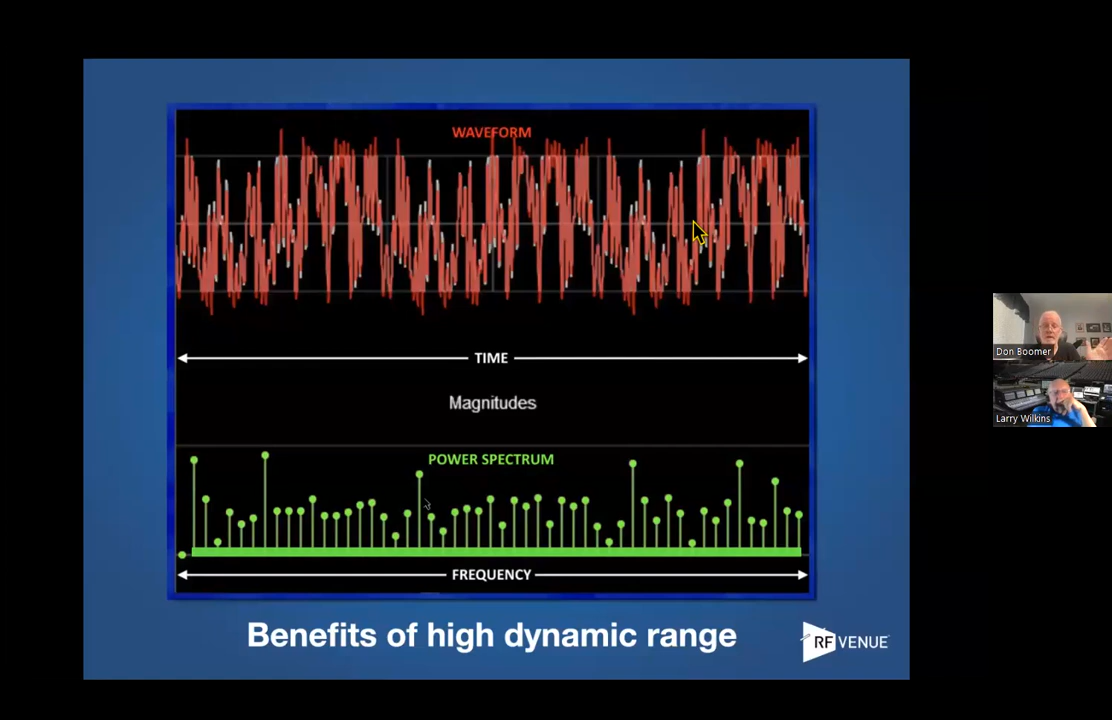 WAVEFORM
TIME
Magnitudes
POWER SPECTRUM
FREQUENCY
Benefits of high dynamic range
RF VENUE
Don Boomer
Larry Wilkins